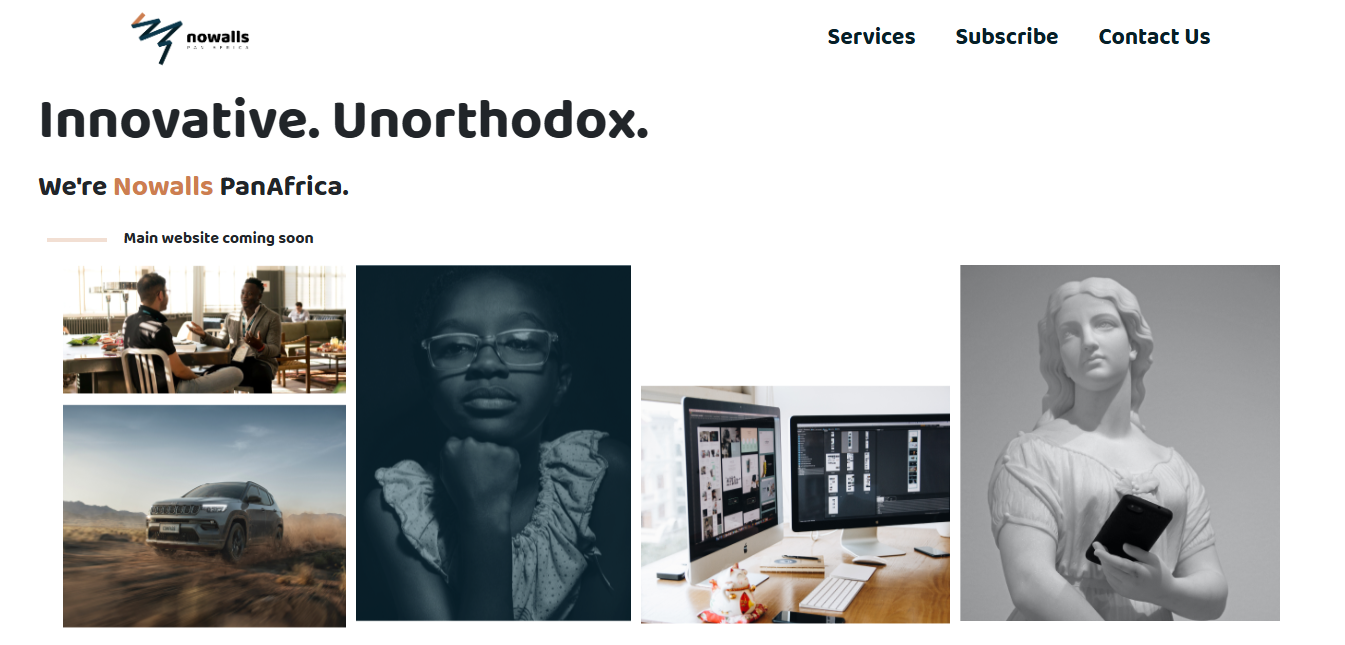 nowalls
PAN AFRICA
Services
Subscribe
Contact Us
Innovative. Unorthodox.
We're Nowalls PanAfrica.
Main website coming soon